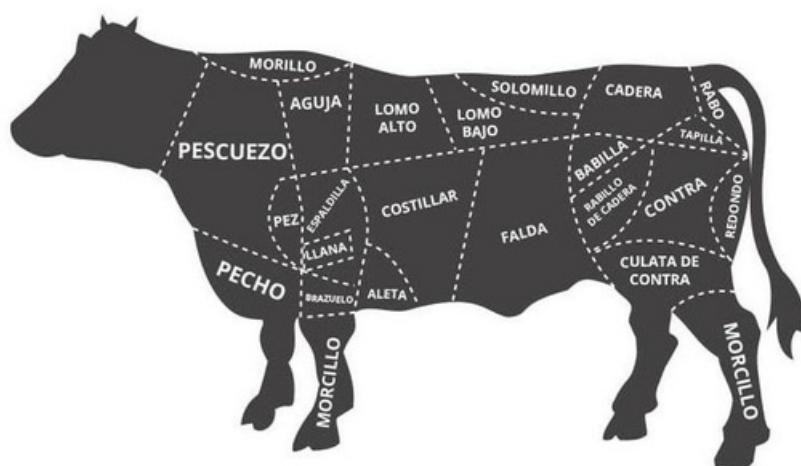 MORILLO
AGUJA
PESCUEZO
LOMO
ALTO
LOMO
BAJO
SOLOMILLO
CADERA
RABO
TAPILLA
BABILLA
RABILLO
DE CADERA
CONTRA
REDONDO
PEZ
ESPALDILLA
LLANA
COSTILLAR
FALDA
CULATA DE
CONTRA
PECHO
BRAZUELO
ALETA
MORCILLO
MORCILLO